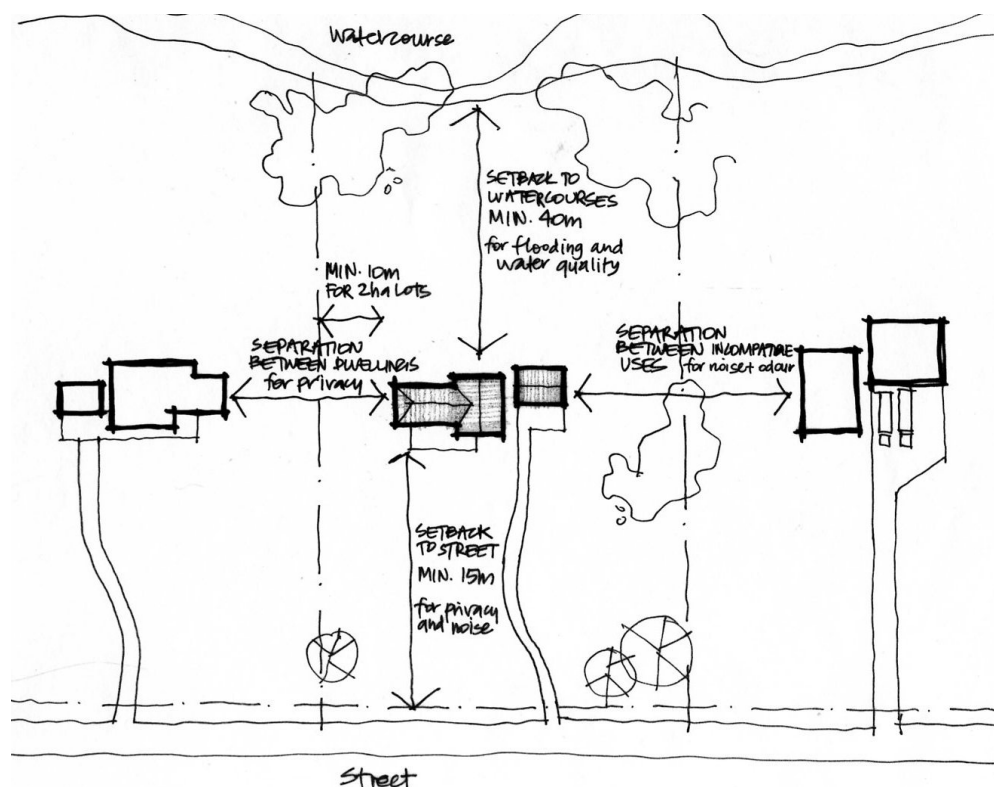 Watercourse
SETBACK TO
WATERCOURSES
MIN. 40m
for flooding and
water quality
MIN. 10m
FOR 2ha LOTS
SEPARATION
BETWEEN DWELLINGS
for privacy
SEPARATION
BETWEEN INCOMPATIBLE
USES for noise + odour
SETBACK
TO STREET
MIN. 15m
for privacy
and noise
Street